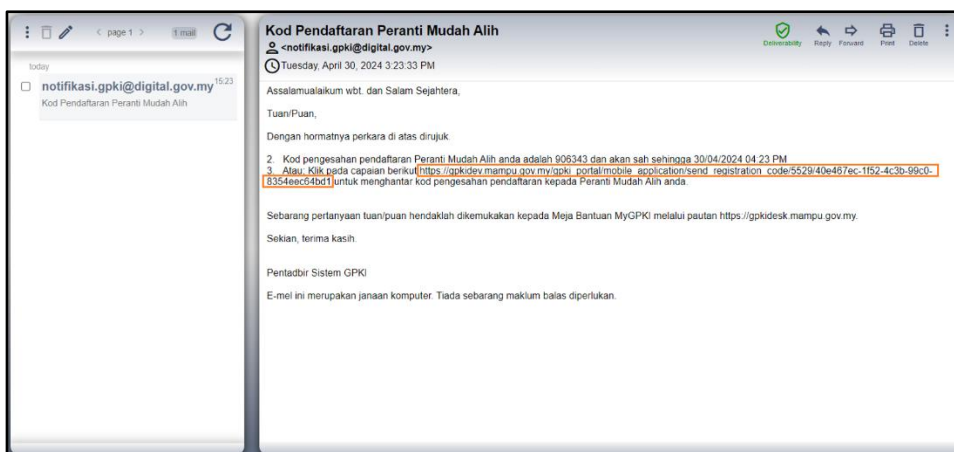 < page 1 >
1 mail
today
notifikasi.gpki@digital.gov.my
15:23
Kod Pendaftaran Peranti Mudah Alih
Kod Pendaftaran Peranti Mudah Alih
<notifikasi.gpki@digital.gov.my>
Tuesday, April 30, 2024 3:23:33 PM
Deliverability
Reply
Forward
Print
Delete
Assalamualaikum wbt. dan Salam Sejahtera,
Tuan/Puan,
Dengan hormatnya perkara di atas dirujuk.
2. Kod pengesahan pendaftaran Peranti Mudah Alih anda adalah 906343 dan akan sah sehingga 30/04/2024 04:23 PM
3. Atau; Klik pada capaian berikut https://gpkidev.mampu.gov.my/gpki_portal/mobile_application/send_registration_code/5529/40e467ec-1f52-4c3b-99c0-
8354eec64bd1 untuk menghantar kod pengesahan pendaftaran kepada Peranti Mudah Alih anda.
Sebarang pertanyaan tuan/puan hendaklah dikemukakan kepada Meja Bantuan MyGPKI melalui pautan https://gpkidesk.mampu.gov.my.
Sekian, terima kasih.
Pentadbir Sistem GPKI
E-mel ini merupakan janaan komputer. Tiada sebarang maklum balas diperlukan.